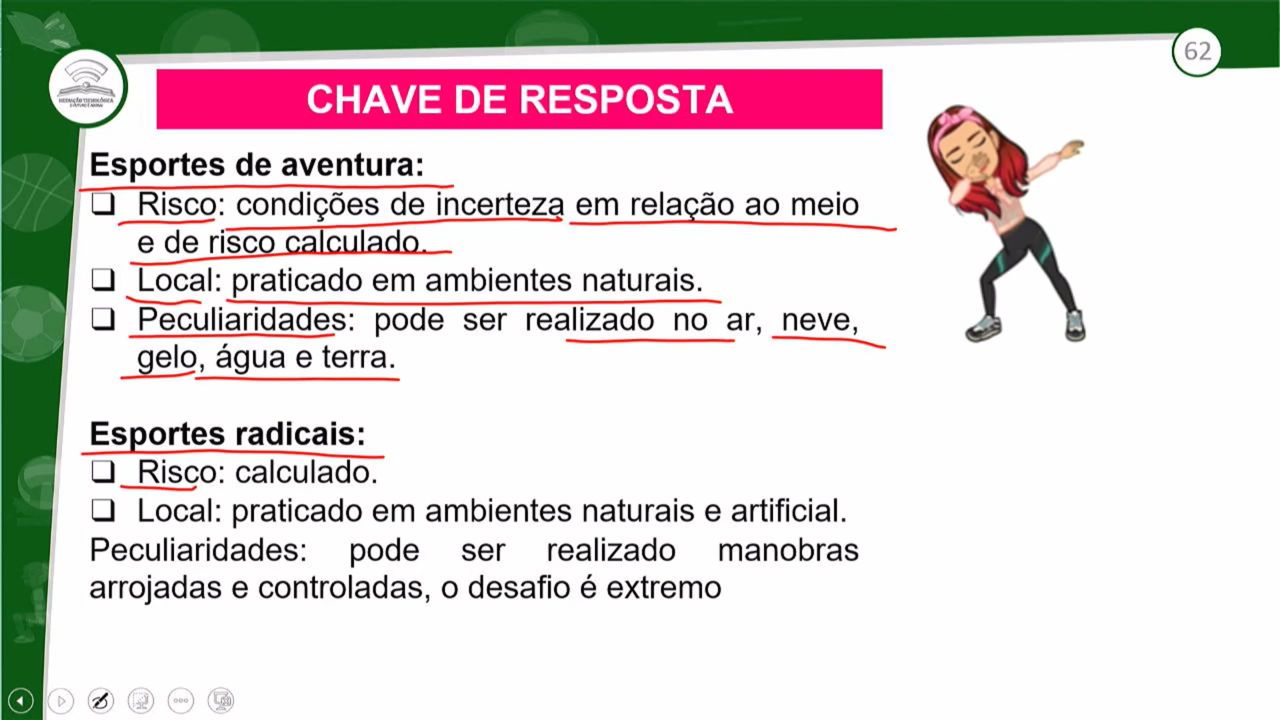 62
MEDIAÇÃO TECNOLÓGICA
CHAVE DE RESPOSTA
Esportes de aventura:
❑ Risco: condições de incerteza em relação ao meio
e de risco calculado.
❑ Local: praticado em ambientes naturais.
❑ Peculiaridades: pode ser realizado no ar, neve,
gelo, água e terra.
Esportes radicais:
❑ Risco: calculado.
❑ Local: praticado em ambientes naturais e artificial.
Peculiaridades: pode ser realizado manobras
arrojadas e controladas, o desafio é extremo